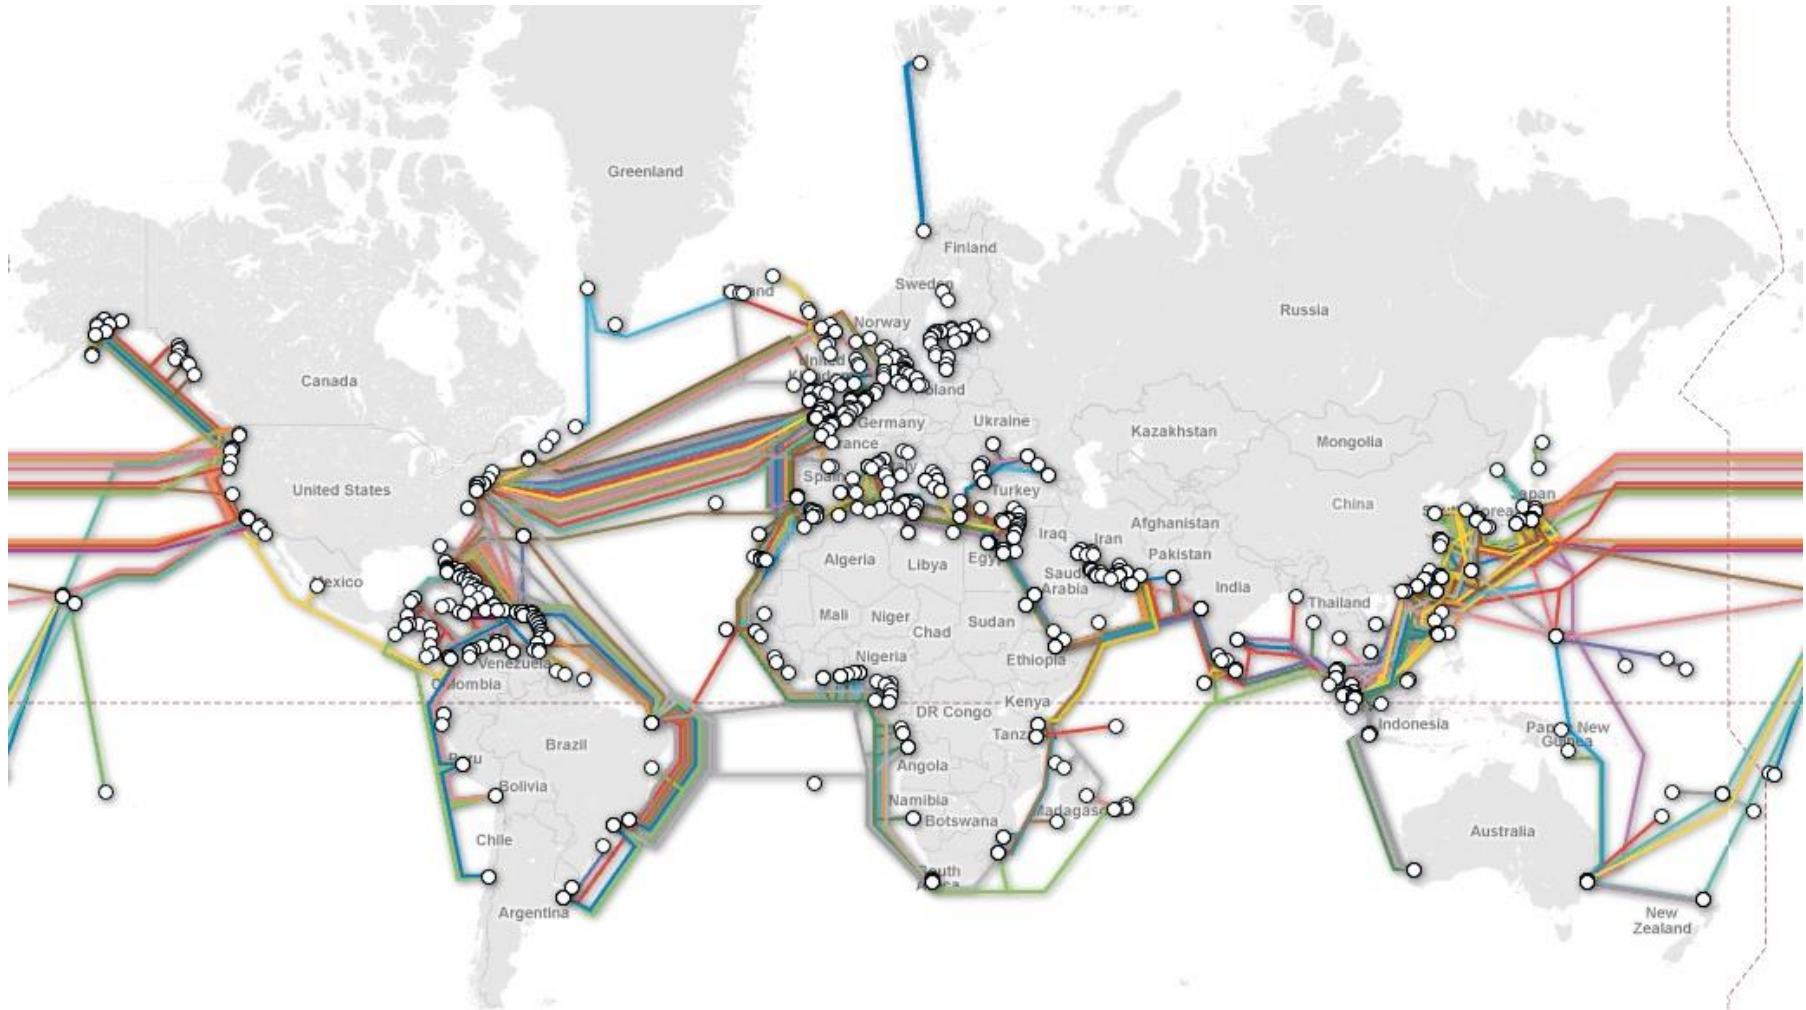 Greenland
Finland
Sweden
Russia
Norway
United
Canada
Germany
Ukraine
Kazakhstan
Mongolia
United States
Turkey
China
Afghanistan
Iraq
Iran
Pakistan
Algeria
Libya
Mexico
Saudi
Arabia
India
Thailand
Mali
Niger
Chad
Sudan
Nigeria
Ethiopia
Venezuela
Colombia
Kenya
DR Congo
Indonesia
Brazil
Angola
Bolivia
Namibia
Botswana
Australia
Chile
Argentina
New
Zealand